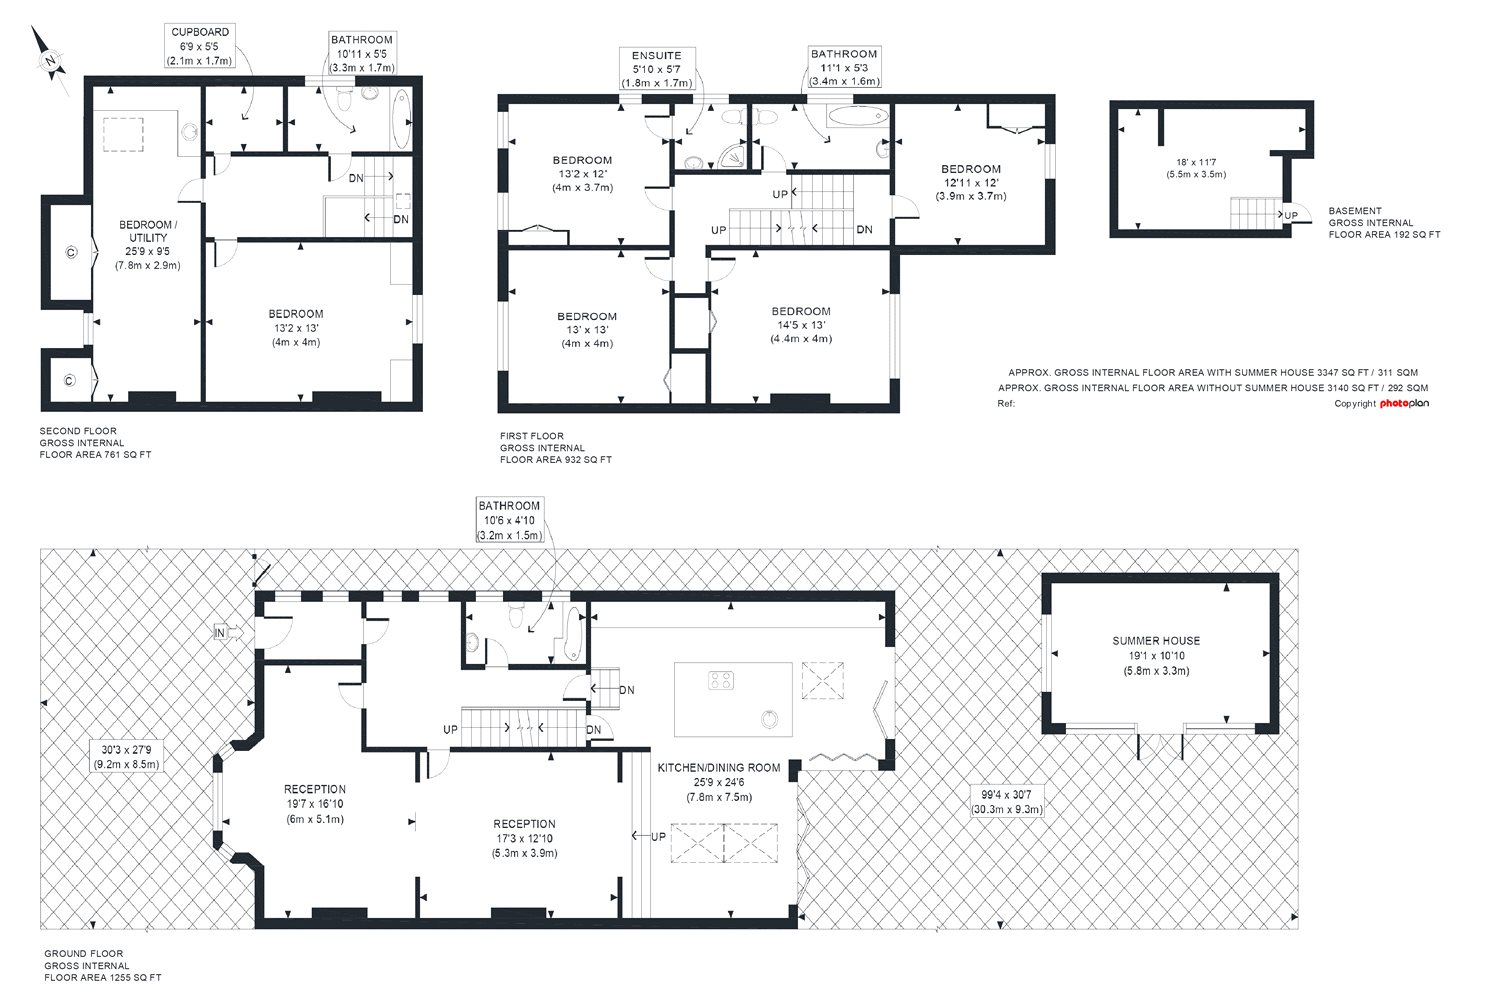 N
CUPBOARD
6'9 x 5'5
(2.1m x 1.7m)
BATHROOM
10'11 x 5'5
(3.3m x 1.7m)
DN
DN
BEDROOM /
UTILITY
25'9 x 9'5
(7.8m x 2.9m)
C
BEDROOM
13'2 x 13'
(4m x 4m)
C
SECOND FLOOR
GROSS INTERNAL
FLOOR AREA 761 SQ FT
ENSUITE
5'10 x 5'7
(1.8m x 1.7m)
BATHROOM
11'1 x 5'3
(3.4m x 1.6m)
BEDROOM
13'2 x 12'
(4m x 3.7m)
BEDROOM
12'11 x 12'
(3.9m x 3.7m)
UP
UP
DN
BEDROOM
13' x 13'
(4m x 4m)
BEDROOM
14'5 x 13'
(4.4m x 4m)
FIRST FLOOR
GROSS INTERNAL
FLOOR AREA 932 SQ FT
18' x 11'7
(5.5m x 3.5m)
UP
BASEMENT
GROSS INTERNAL
FLOOR AREA 192 SQ FT
APPROX. GROSS INTERNAL FLOOR AREA WITH SUMMER HOUSE 3347 SQ FT / 311 SQM
APPROX. GROSS INTERNAL FLOOR AREA WITHOUT SUMMER HOUSE 3140 SQ FT / 292 SQM
Ref:
Copyright photoplan
BATHROOM
10'6 x 4'10
(3.2m x 1.5m)
IN
DN
UP
DN
30'3 x 27'9
(9.2m x 8.5m)
RECEPTION
19'7 x 16'10
(6m x 5.1m)
RECEPTION
17'3 x 12'10
(5.3m x 3.9m)
UP
KITCHEN/DINING ROOM
25'9 x 24'6
(7.8m x 7.5m)
SUMMER HOUSE
19'1 x 10'10
(5.8m x 3.3m)
99'4 x 30'7
(30.3m x 9.3m)
GROUND FLOOR
GROSS INTERNAL
FLOOR AREA 1255 SQ FT